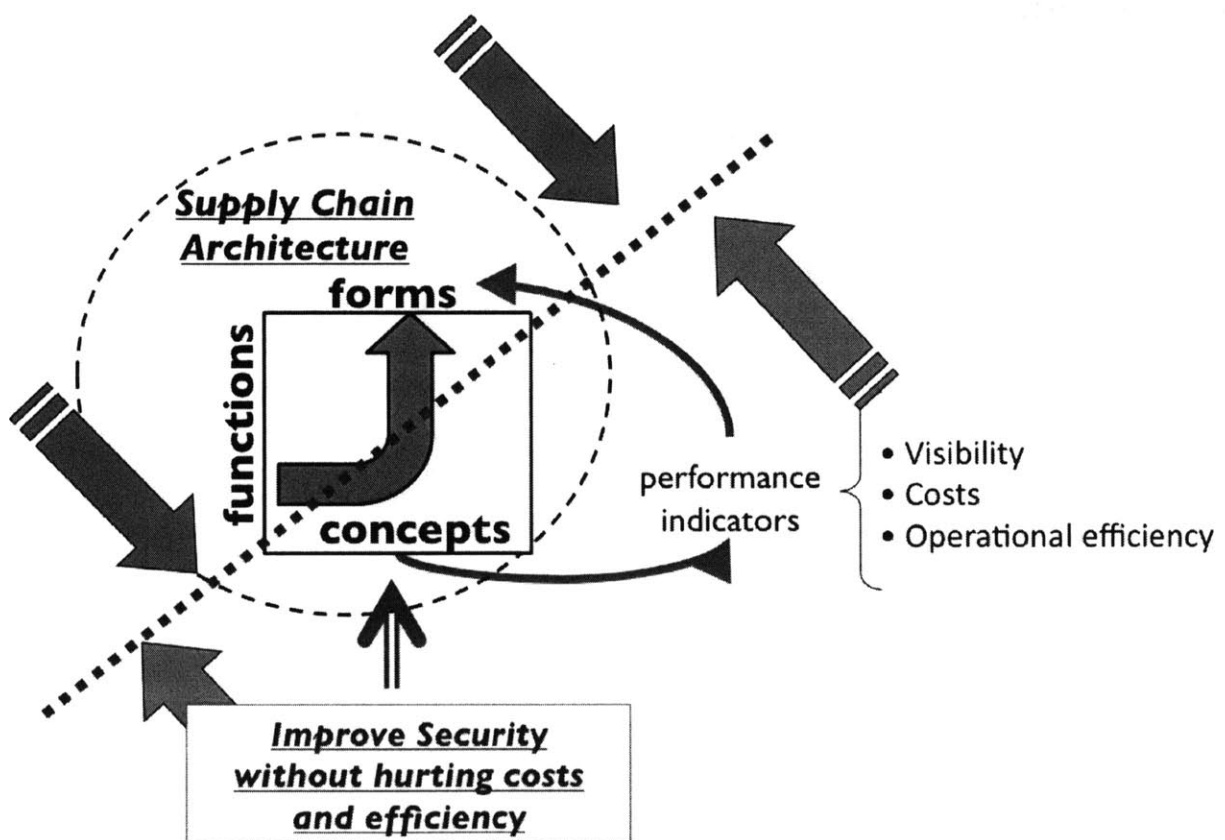 Supply Chain
Architecture
forms
functions
concepts
performance
indicators
• Visibility
• Costs
• Operational efficiency
Improve Security
without hurting costs
and efficiency